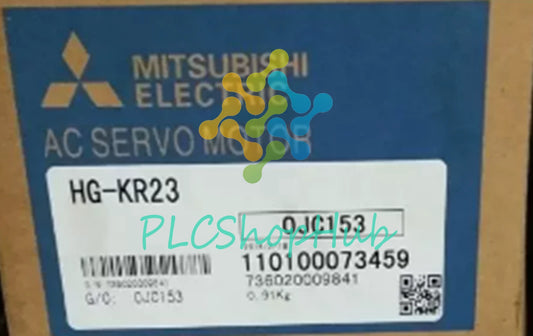 MITSUBISHI
ELECTRIC
AC SERVO MOTOR
HG-KR23
0JC153
PLCShopHub
110100073459
736020009841
G/O: 0JC153
0.91Kg